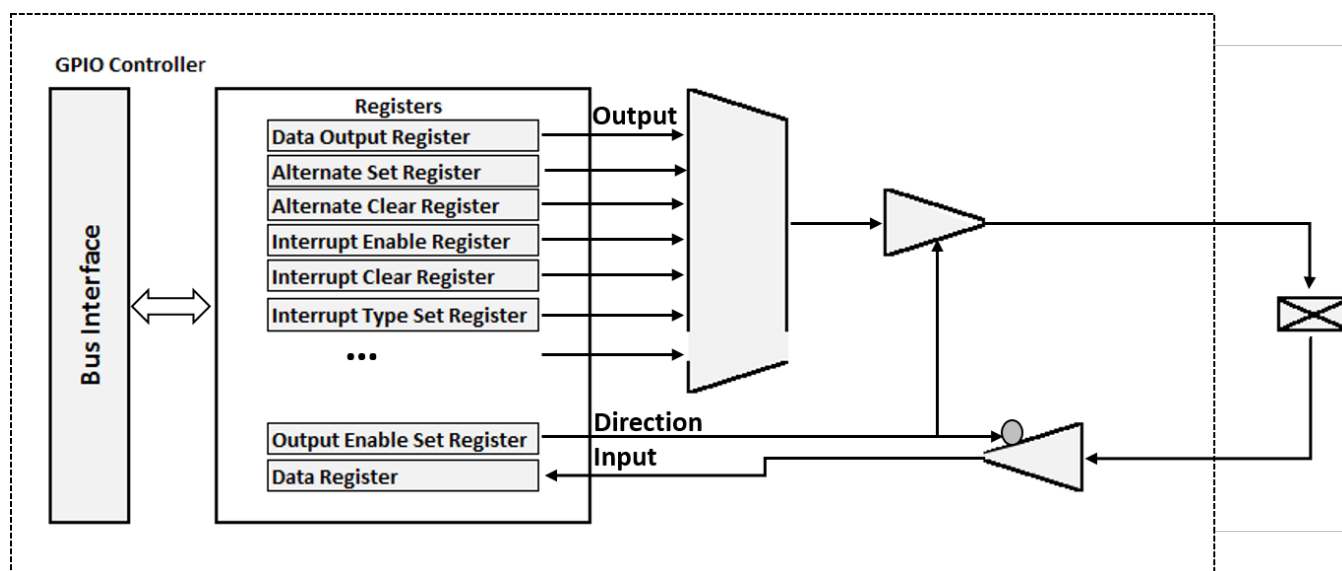 GPIO Controller
Bus Interface
Registers
Data Output Register
Alternate Set Register
Alternate Clear Register
Interrupt Enable Register
Interrupt Clear Register
Interrupt Type Set Register
...
Output Enable Set Register
Data Register
Output
Direction
Input